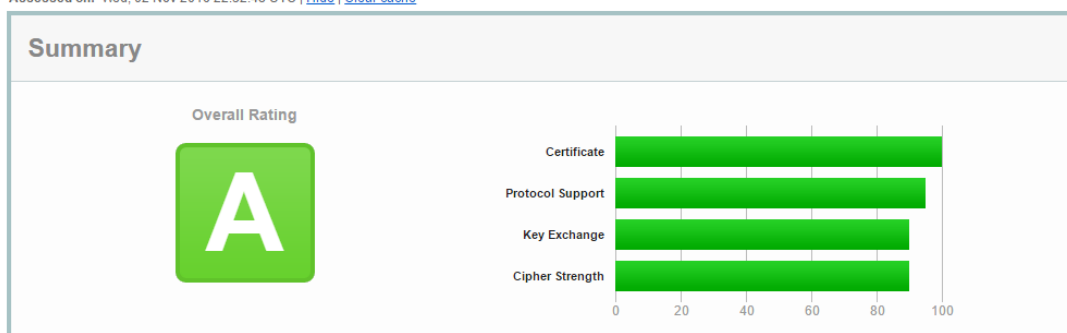 Summary
Overall Rating
A
Certificate
Protocol Support
Key Exchange
Cipher Strength
0 20 40 60 80 100